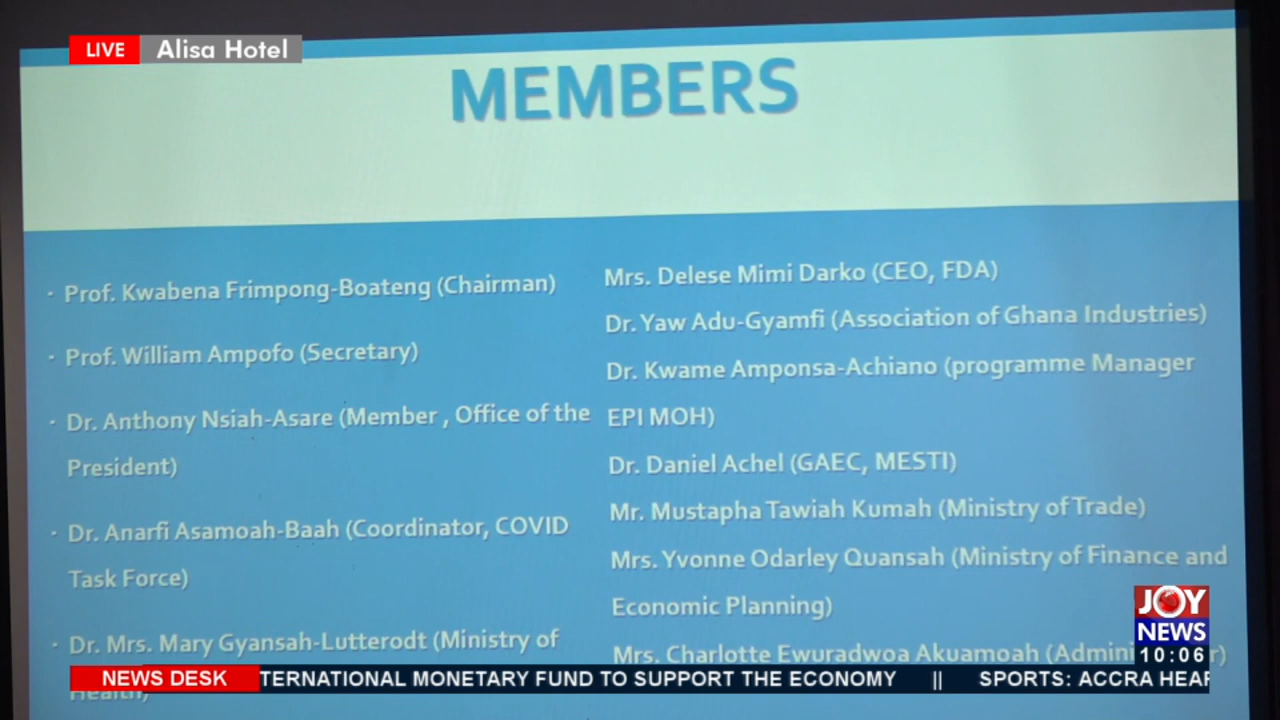 LIVE Alisa Hotel
MEMBERS
· Prof. Kwabena Frimpong-Boateng (Chairman)
· Prof. William Ampofo (Secretary)
· Dr. Anthony Nsiah-Asare (Member , Office of the
President)
· Dr. Anarfi Asamoah-Baah (Coordinator, COVID
Task Force)
· Dr. Mrs. Mary Gyansah-Lutterodt (Ministry of
Health)
Mrs. Delese Mimi Darko (CEO, FDA)
Dr. Yaw Adu-Gyamfi (Association of Ghana Industries)
Dr. Kwame Amponsa-Achiano (programme Manager
EPI MOH)
Dr. Daniel Achel (GAEC, MESTI)
Mr. Mustapha Tawiah Kumah (Ministry of Trade)
Mrs. Yvonne Odarley Quansah (Ministry of Finance and
Economic Planning)
Mrs. Charlotte Ewuradwoa Akuamoah
JOY
NEWS
10:06
NEWS DESK TERNATIONAL MONETARY FUND TO SUPPORT THE ECONOMY || SPORTS: ACCRA HEAR